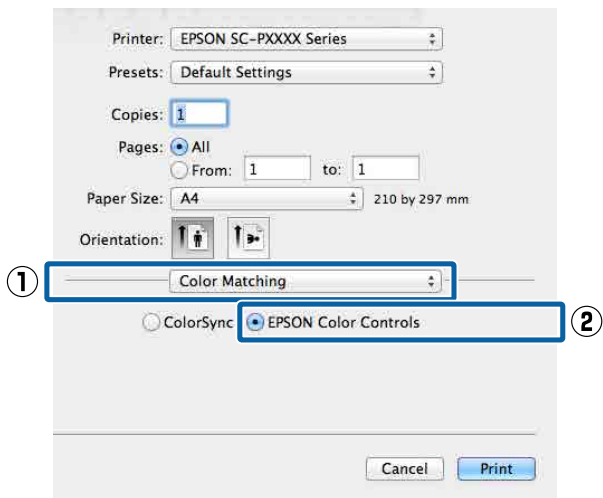 Printer: EPSON SC-PXXXX Series
Presets: Default Settings
Copies: 1
Pages: All
From: 1 to: 1
Paper Size: A4 210 by 297 mm
Orientation:
① Color Matching
ColorSync EPSON Color Controls ②
Cancel Print